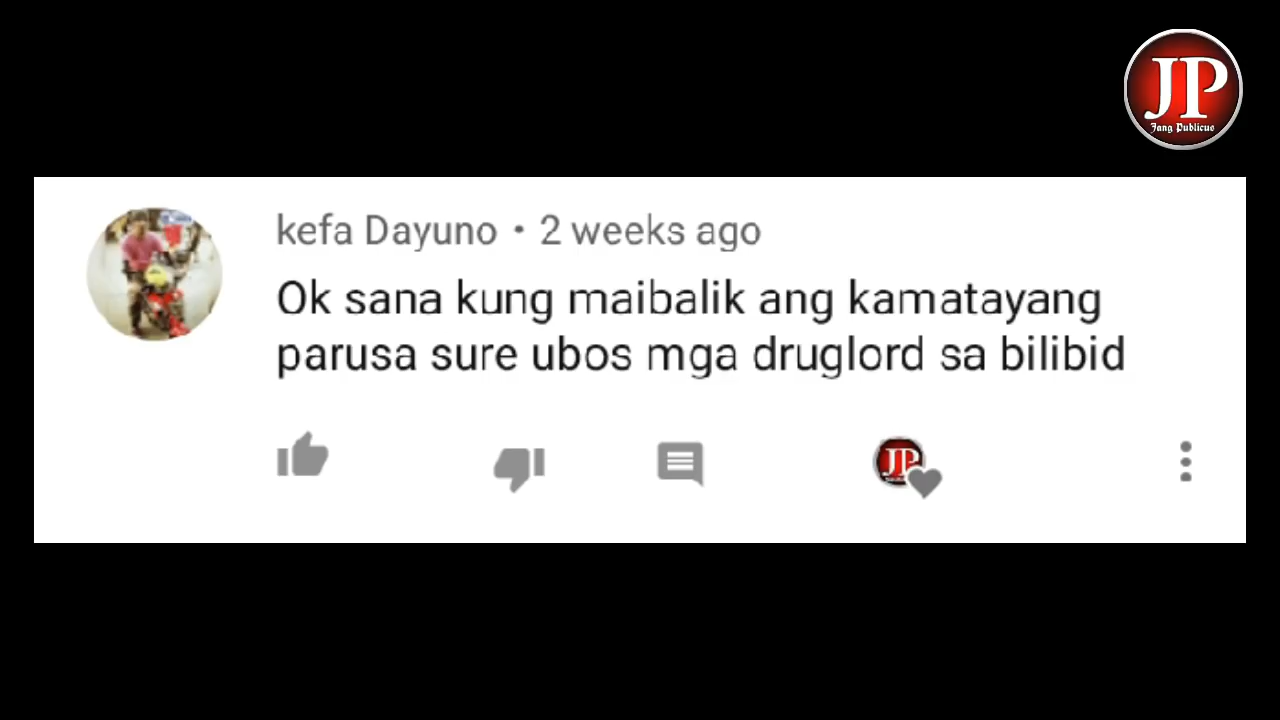 JP
Jang Publicus
kefa Dayuno • 2 weeks ago
Ok sana kung maibalik ang kamatayang
parusa sure ubos mga druglord sa bilibid
JP